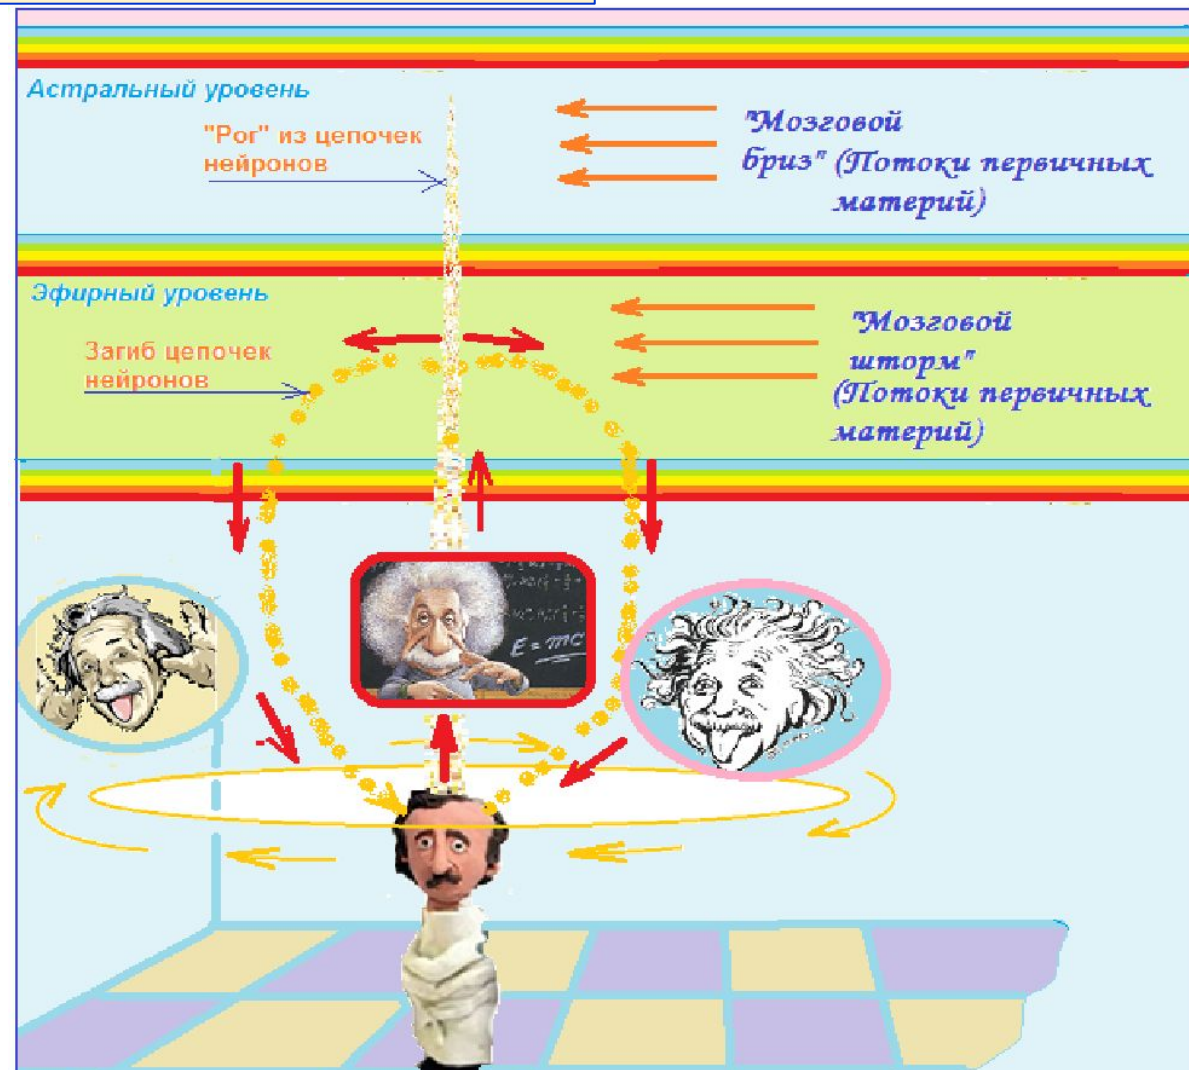 Астральный уровень
"Рог" из цепочек
нейронов
"Мозговой
бриз" (Потоки первичных
материй)
Эфирный уровень
Загиб цепочек
нейронов
"Мозговой
шторм"
(Потоки первичных
материй)
E = mc